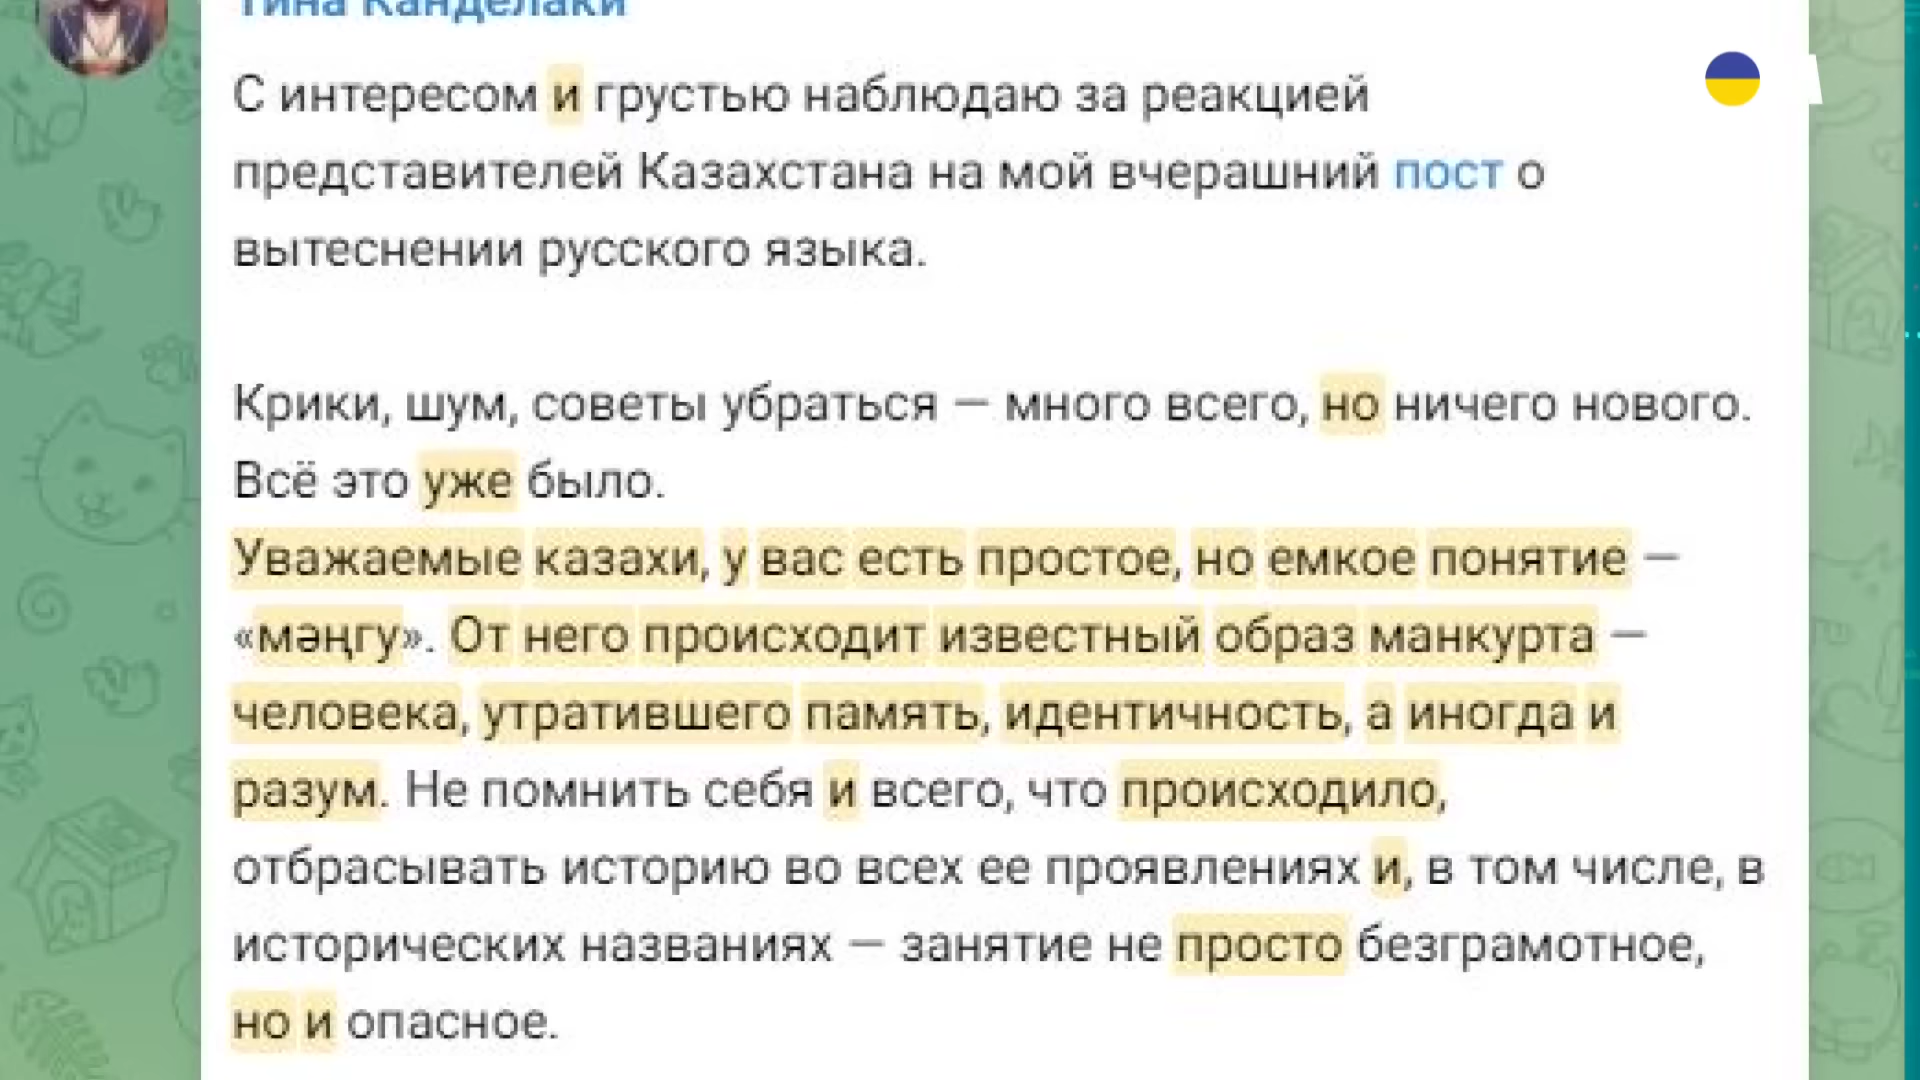 Тина Канделаки
С интересом и грустью наблюдаю за реакцией
представителей Казахстана на мой вчерашний пост о
вытеснении русского языка.
Крики, шум, советы убраться — много всего, но ничего нового.
Всё это уже было.
Уважаемые казахи, у вас есть простое, но емкое понятие —
«мәңгу». От него происходит известный образ манкурта —
человека, утратившего память, идентичность, а иногда и
разум. Не помнить себя и всего, что происходило,
отбрасывать историю во всех ее проявлениях и, в том числе, в
исторических названиях — занятие не просто безграмотное,
но и опасное.